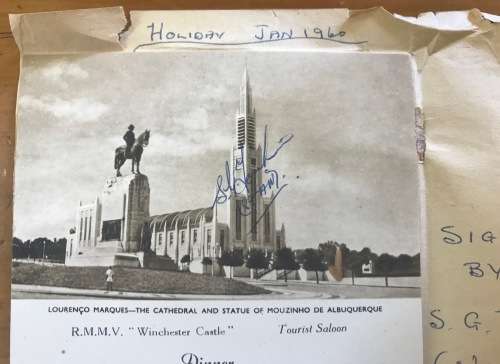 HOLIDAY JAN 1960
LOURENÇO MARQUES—THE CATHEDRAL AND STATUE OF MOUZINHO DE ALBUQUERQUE
R.M.M.V. "Winchester Castle" Tourist Saloon
Dinner
SIG
BY
S. G. T